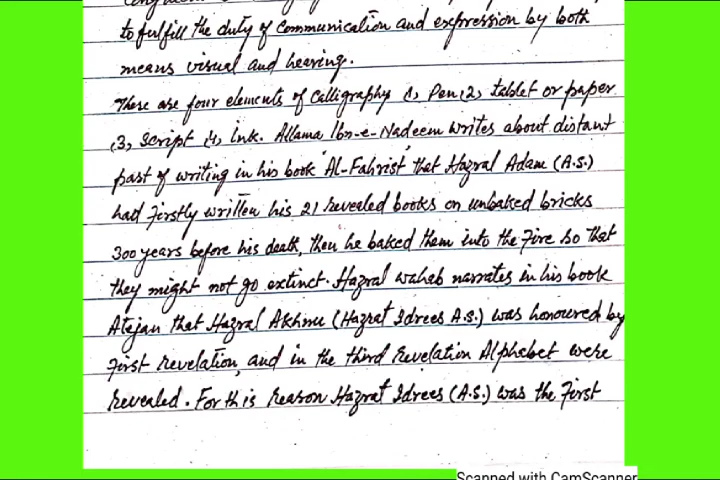 to fulfill the duty of communication and expression by both
means visual and hearing.
There are four elements of Calligraphy 1, Pen, 2, tablet or paper
,3, Script ,4, Ink. Allama Ibn-e-Nadeem writes about distant
past of writing in his book 'Al-Fahrist' that Hazrat Adam (A.S.)
had firstly written his 21 revealed books on unbaked bricks
300 years before his death, then he baked them into the fire so that
they might not go extinct. Hazrat wahab narrates in his book
that Hazrat (Hazrat Idrees A.S.) was honoured by
first revelation, and in the third revelation Alphabet were
revealed. For this reason Hazrat Idrees (A.S.) was the first
Scanned with CamScanner